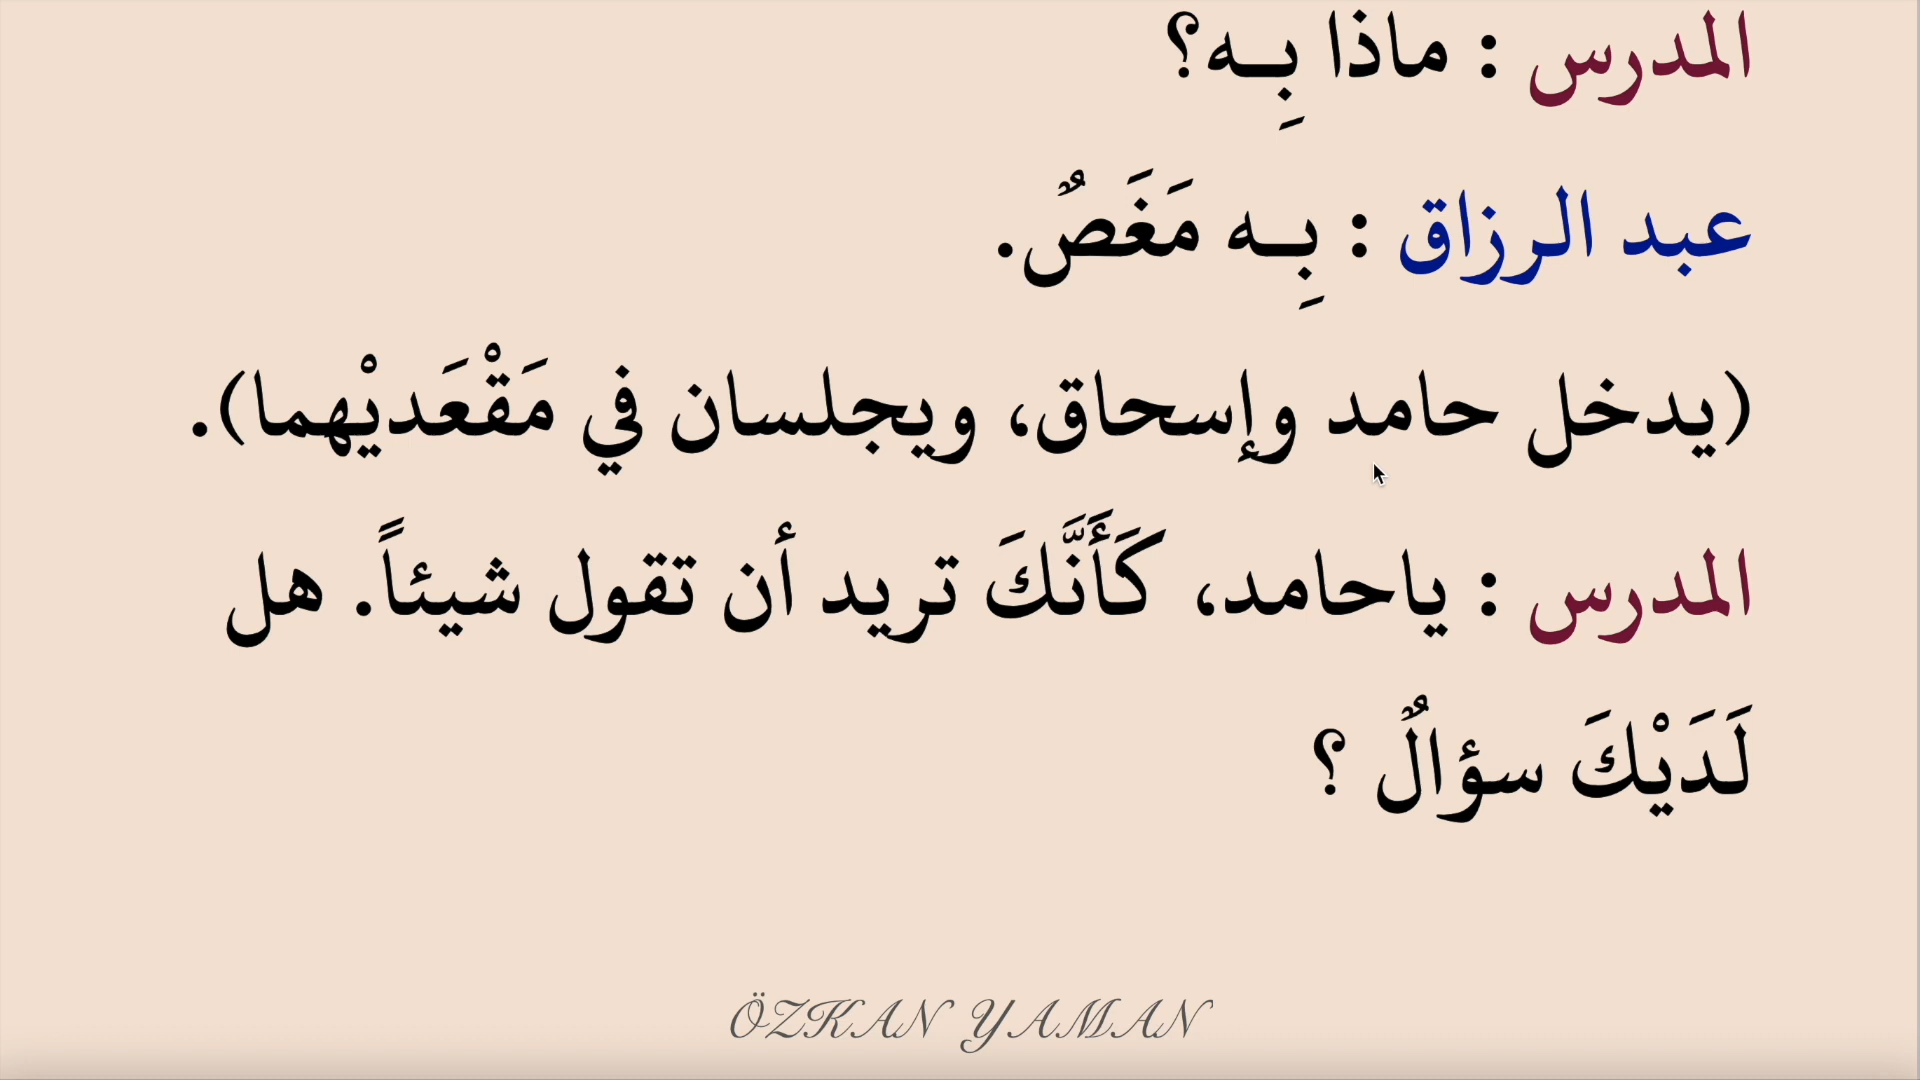 المدرس : ماذا بِـه؟
عبد الرزاق : بِـه مَغَصٌ.
(يدخل حامد وإسحاق، ويجلسان في مَقْعَديْهما).
المدرس : ياحامد، كَأَنَّكَ تريد أن تقول شيئاً. هل
لَدَيْكَ سؤالٌ ؟
ÖZKAN YAMAN